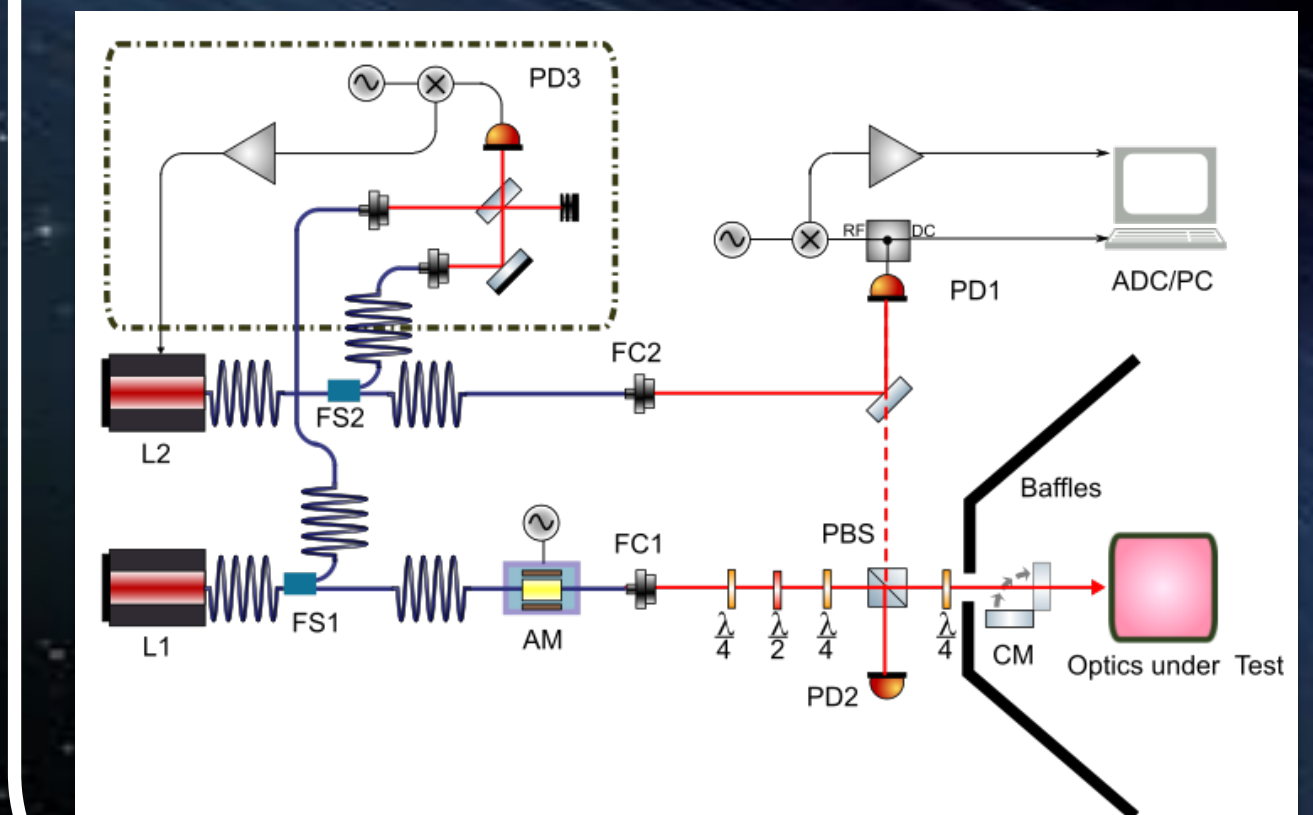 PD3
RF
DC
PD1
ADC/PC
FC2
FS2
L2
Baffles
PBS
FC1
FS1
L1
AM
λ
4
λ
2
λ
4
λ
4
CM
PD2
Optics under Test